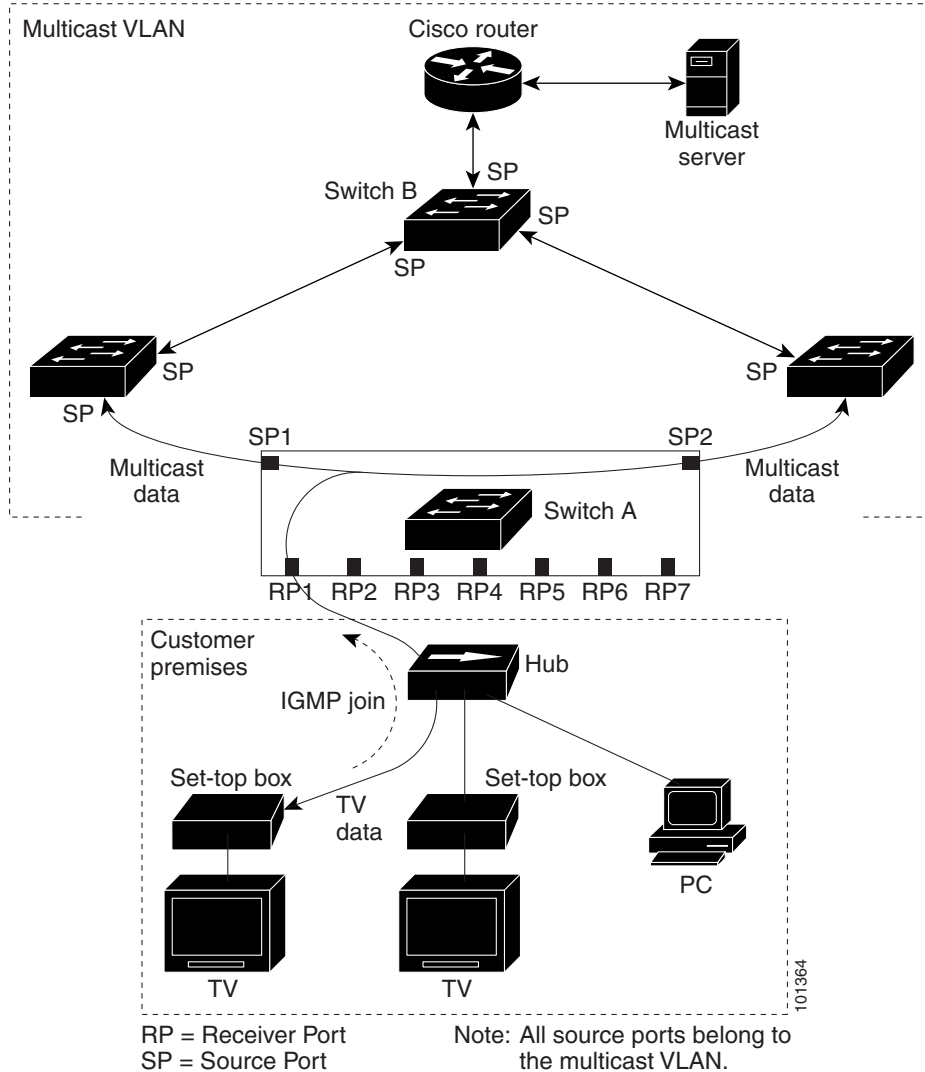 Multicast VLAN
Cisco router
Multicast
server
SP
Switch B
SP
SP
SP
SP
SP
SP1
SP2
Multicast
data
Multicast
data
Switch A
RP1 RP2 RP3 RP4 RP5 RP6 RP7
Customer
premises
Hub
IGMP join
Set-top box
Set-top box
TV
data
PC
TV
TV
101364
RP = Receiver Port
SP = Source Port
Note: All source ports belong to
the multicast VLAN.